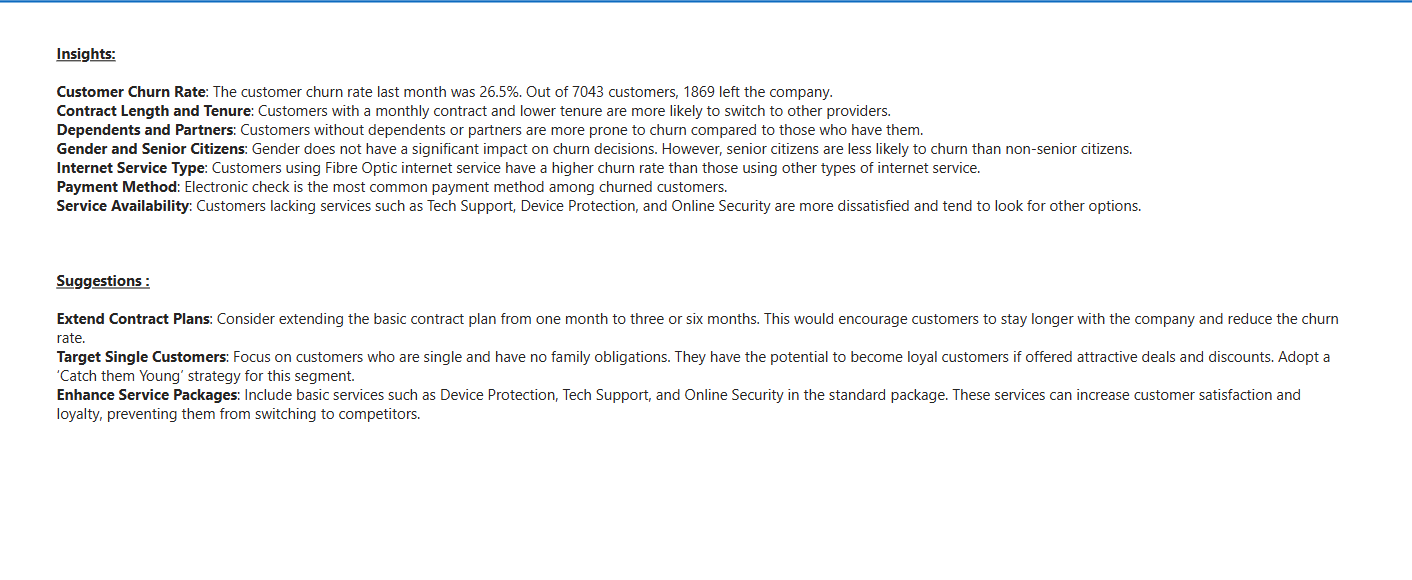 Insights:
Customer Churn Rate: The customer churn rate last month was 26.5%. Out of 7043 customers, 1869 left the company.
Contract Length and Tenure: Customers with a monthly contract and lower tenure are more likely to switch to other providers.
Dependents and Partners: Customers without dependents or partners are more prone to churn compared to those who have them.
Gender and Senior Citizens: Gender does not have a significant impact on churn decisions. However, senior citizens are less likely to churn than non-senior citizens.
Internet Service Type: Customers using Fibre Optic internet service have a higher churn rate than those using other types of internet service.
Payment Method: Electronic check is the most common payment method among churned customers.
Service Availability: Customers lacking services such as Tech Support, Device Protection, and Online Security are more dissatisfied and tend to look for other options.
Suggestions :
Extend Contract Plans: Consider extending the basic contract plan from one month to three or six months. This would encourage customers to stay longer with the company and reduce the churn
rate.
Target Single Customers: Focus on customers who are single and have no family obligations. They have the potential to become loyal customers if offered attractive deals and discounts. Adopt a
‘Catch them Young’ strategy for this segment.
Enhance Service Packages: Include basic services such as Device Protection, Tech Support, and Online Security in the standard package. These services can increase customer satisfaction and
loyalty, preventing them from switching to competitors.